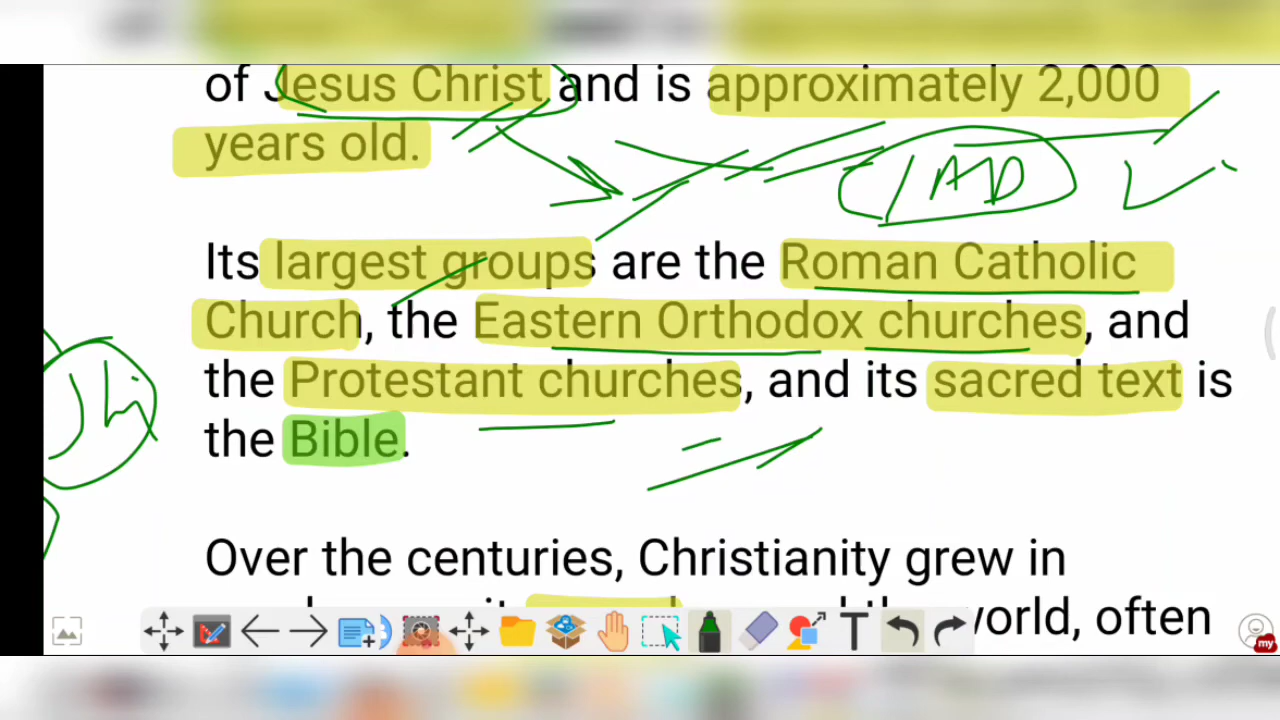 of Jesus Christ and is approximately 2,000
years old.
1 AD
Its largest groups are the Roman Catholic
Church, the Eastern Orthodox churches, and
the Protestant churches, and its sacred text is
the Bible.
Over the centuries, Christianity grew in
world, often
my